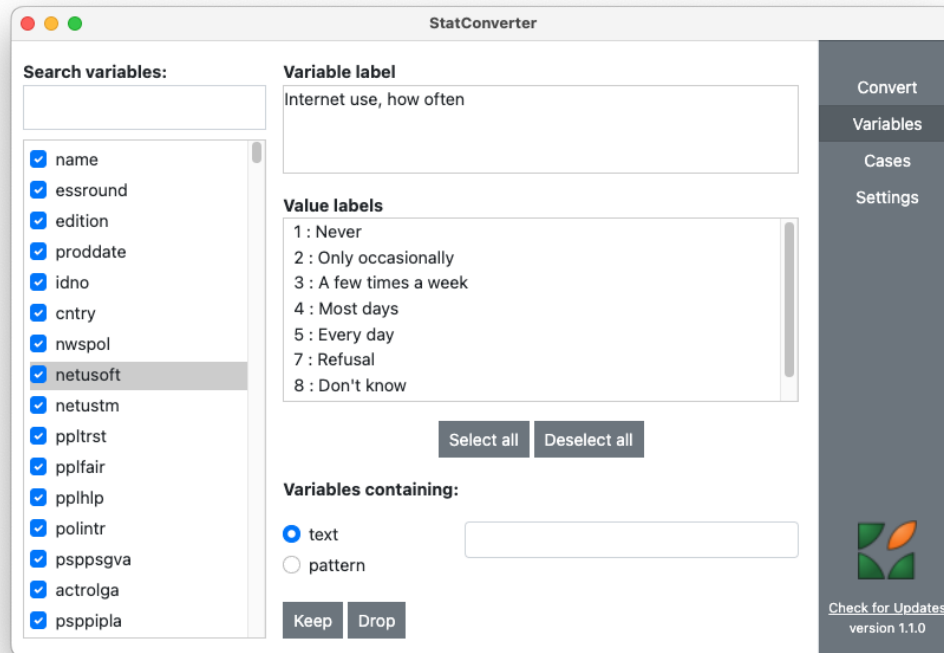 StatConverter
Search variables:
name
essround
edition
proddate
idno
cntry
nwspol
netusoft
netustm
ppltrst
pplfair
pplhlp
polintr
psppsgva
actrolga
psppipla
Variable label
Internet use, how often
Value labels
1 : Never
2 : Only occasionally
3 : A few times a week
4 : Most days
5 : Every day
7 : Refusal
8 : Don't know
Select all Deselect all
Variables containing:
text
pattern
Keep Drop
Convert
Variables
Cases
Settings
Check for Updates
version 1.1.0